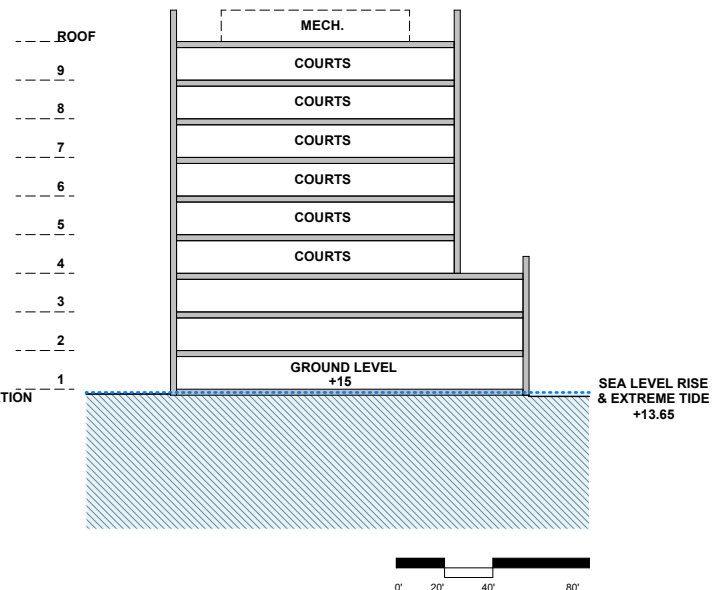 MECH.
ROOF
COURTS
9
COURTS
8
COURTS
7
COURTS
6
COURTS
5
COURTS
4
3
2
GROUND LEVEL
+15
1
SEA LEVEL RISE
& EXTREME TIDE
+13.65
0' 20' 40' 80'